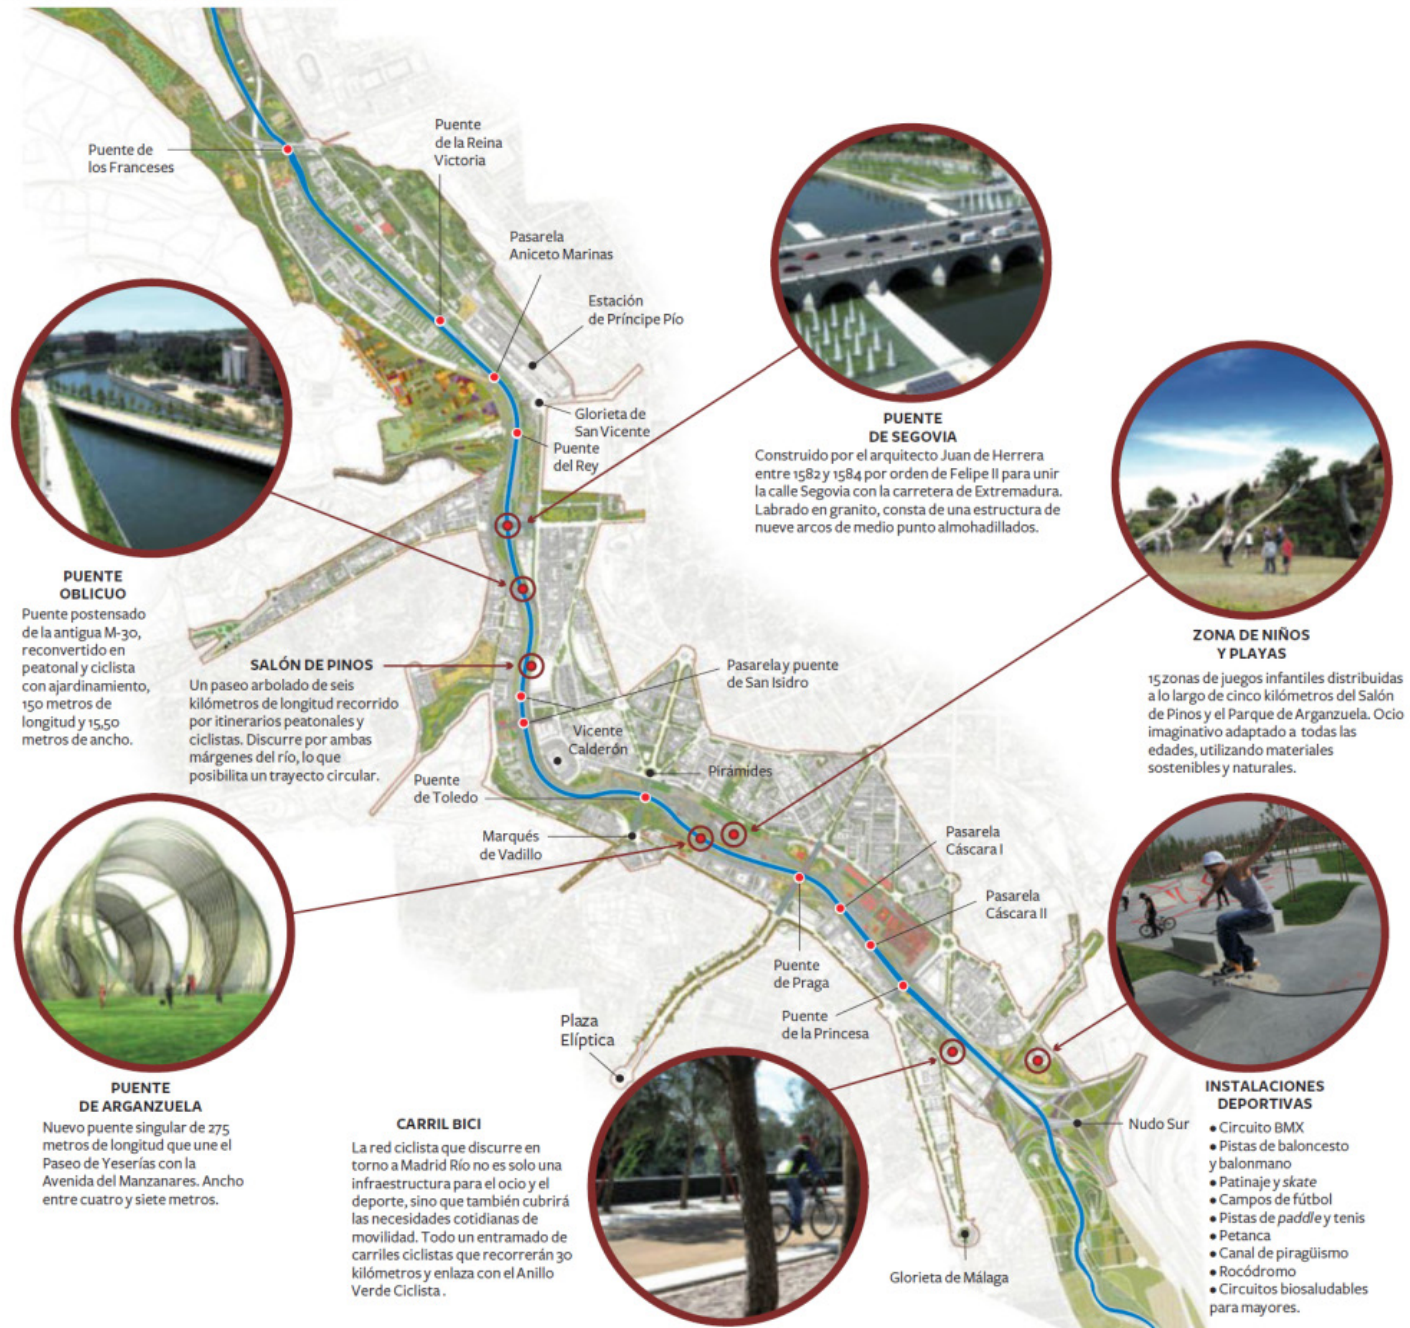 Puente de
los Franceses
Puente
de la Reina
Victoria
Pasarela
Aniceto Marinas
Estación
de Príncipe Pío
Glorieta de
San Vicente
Puente
del Rey
PUENTE
DE SEGOVIA
Construido por el arquitecto Juan de Herrera
entre 1582 y 1584 por orden de Felipe II para unir
la calle Segovia con la carretera de Extremadura.
Labrado en granito, consta de una estructura de
nueve arcos de medio punto almohadillados.
PUENTE
OBLICUO
Puente postensado
de la antigua M-30,
reconvertido en
peatonal y ciclista
con ajardinamiento,
150 metros de
longitud y 15,50
metros de ancho.
SALÓN DE PINOS
Un paseo arbolado de seis
kilómetros de longitud recorrido
por itinerarios peatonales y
ciclistas. Discurre por ambas
márgenes del río, lo que
posibilita un trayecto circular.
Pasarela y puente
de San Isidro
Vicente
Calderón
Pirámides
Puente
de Toledo
Marqués
de Vadillo
ZONA DE NIÑOS
Y PLAYAS
15 zonas de juegos infantiles distribuidas
a lo largo de cinco kilómetros del Salón
de Pinos y el Parque de Arganzuela. Ocio
imaginativo adaptado a todas las
edades, utilizando materiales
sostenibles y naturales.
Pasarela
Cáscara I
Pasarela
Cáscara II
Puente
de Praga
Puente
de la Princesa
Plaza
Elíptica
PUENTE
DE ARGANZUELA
Nuevo puente singular de 275
metros de longitud que une el
Paseo de Yeserías con la
Avenida del Manzanares. Ancho
entre cuatro y siete metros.
CARRIL BICI
La red ciclista que discurre en
torno a Madrid Río no es solo una
infraestructura para el ocio y el
deporte, sino que también cubrirá
las necesidades cotidianas de
movilidad. Todo un entramado de
carriles ciclistas que recorrerán 30
kilómetros y enlaza con el Anillo
Verde Ciclista .
Nudo Sur
Glorieta de Málaga
INSTALACIONES
DEPORTIVAS
• Circuito BMX
• Pistas de baloncesto
y balonmano
• Patinaje y skate
• Campos de fútbol
• Pistas de paddle y tenis
• Petanca
• Canal de piragüismo
• Rocódromo
• Circuitos biosaludables
para mayores.